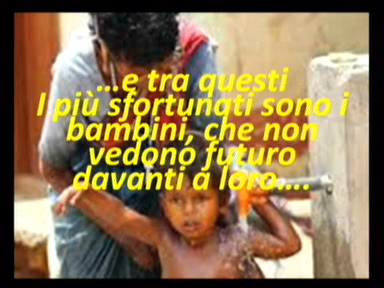 …e tra questi
I più sfortunati sono i
bambini, che non
vedono futuro
davanti a loro….